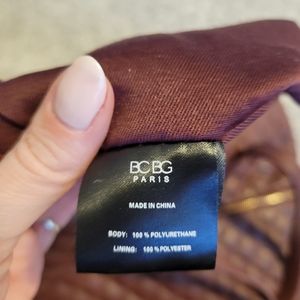 BCBG
PARIS
MADE IN CHINA
BODY: 100 % POLYURETHANE
LINING: 100 % POLYESTER